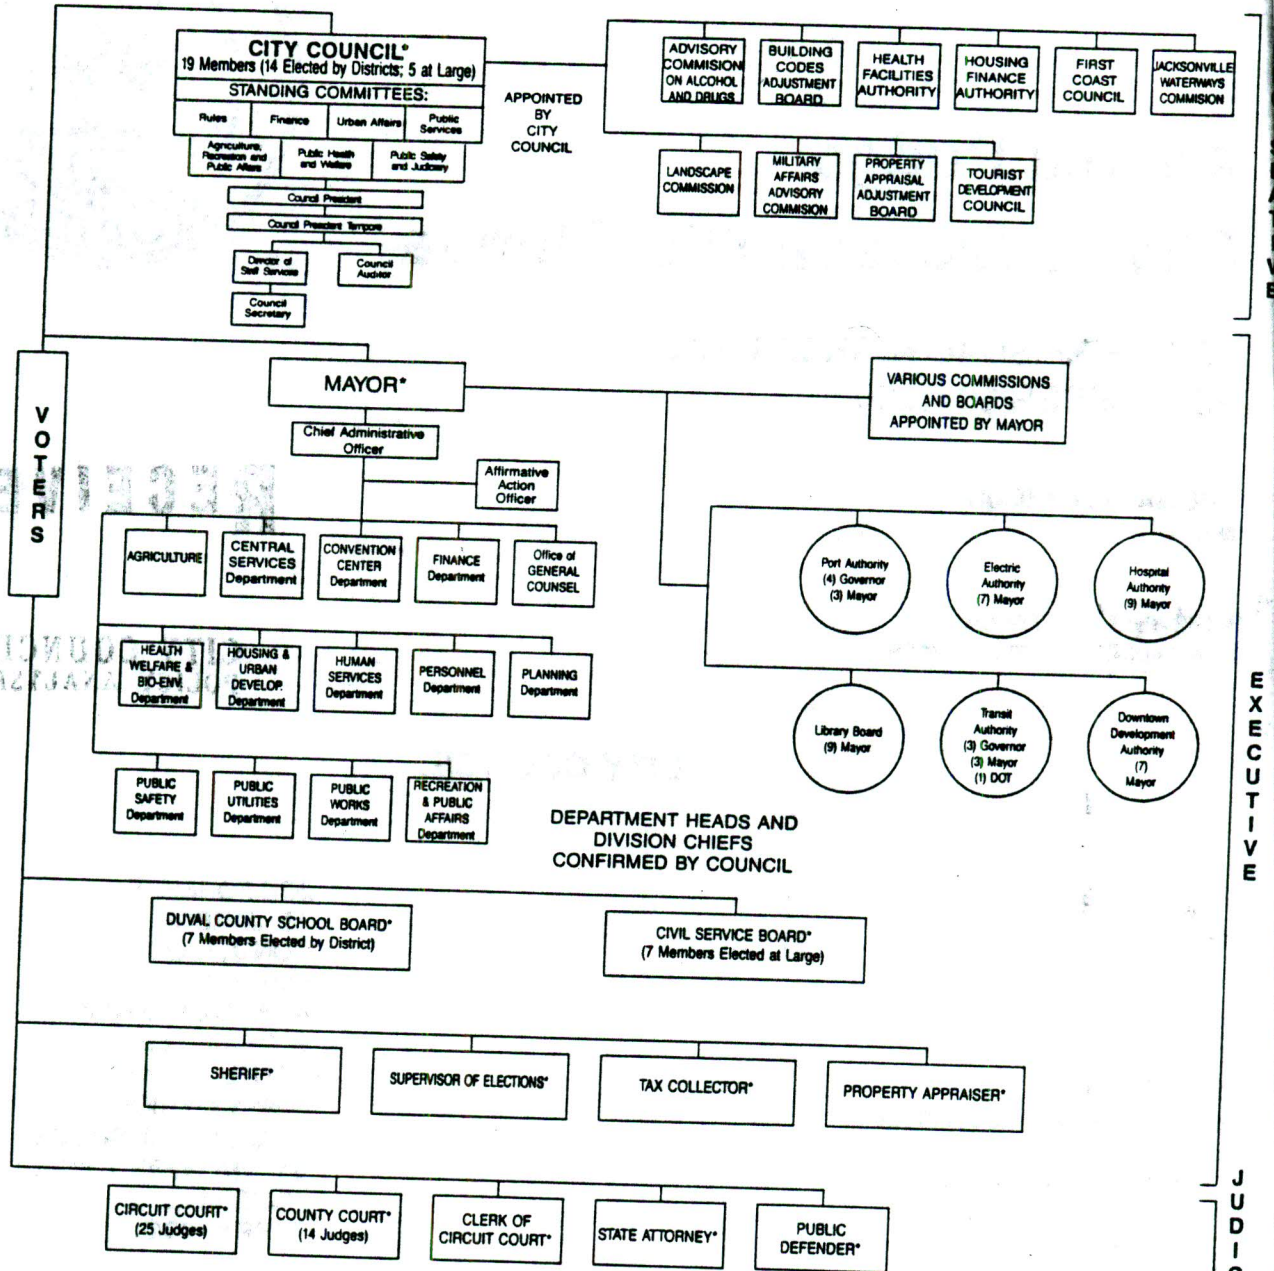 CITY COUNCIL*
19 Members (14 Elected by Districts; 5 at Large)
STANDING COMMITTEES:
Rules
Finance
Urban Affairs
Public
Services
Agriculture,
Recreation and
Public Affairs
Public Health
and Welfare
Public Safety
and Judiciary
Council President
Council President Tempore
Director of
Staff Services
Council
Auditor
Council
Secretary
APPOINTED
BY
CITY
COUNCIL
ADVISORY
COMMISION
ON ALCOHOL
AND DRUGS
BUILDING
CODES
ADJUSTMENT
BOARD
HEALTH
FACILITIES
AUTHORITY
HOUSING
FINANCE
AUTHORITY
FIRST
COAST
COUNCIL
JACKSONVILLE
WATERWAYS
COMMISION
LANDSCAPE
COMMISSION
MILITARY
AFFAIRS
ADVISORY
COMMISION
PROPERTY
APPRAISAL
ADJUSTMENT
BOARD
TOURIST
DEVELOPMENT
COUNCIL
VOTERS
MAYOR*
Chief Administrative
Officer
Affirmative
Action
Officer
VARIOUS COMMISSIONS
AND BOARDS
APPOINTED BY MAYOR
AGRICULTURE
CENTRAL
SERVICES
Department
CONVENTION
CENTER
Department
FINANCE
Department
Office of
GENERAL
COUNSEL
HEALTH
WELFARE &
BIO-ENV.
Department
HOUSING &
URBAN
DEVELOP.
Department
HUMAN
SERVICES
Department
PERSONNEL
Department
PLANNING
Department
PUBLIC
SAFETY
Department
PUBLIC
UTILITIES
Department
PUBLIC
WORKS
Department
RECREATION
& PUBLIC
AFFAIRS
Department
Port Authority
(4) Governor
(3) Mayor
Electric
Authority
(7) Mayor
Hospital
Authority
(9) Mayor
Library Board
(9) Mayor
Transit
Authority
(3) Governor
(3) Mayor
(1) DOT
Downtown
Development
Authority
(7)
Mayor
DEPARTMENT HEADS AND
DIVISION CHIEFS
CONFIRMED BY COUNCIL
EXECUTIVE
DUVAL COUNTY SCHOOL BOARD*
(7 Members Elected by District)
CIVIL SERVICE BOARD*
(7 Members Elected at Large)
SHERIFF*
SUPERVISOR OF ELECTIONS*
TAX COLLECTOR*
PROPERTY APPRAISER*
CIRCUIT COURT*
(25 Judges)
COUNTY COURT*
(14 Judges)
CLERK OF
CIRCUIT COURT*
STATE ATTORNEY*
PUBLIC
DEFENDER*